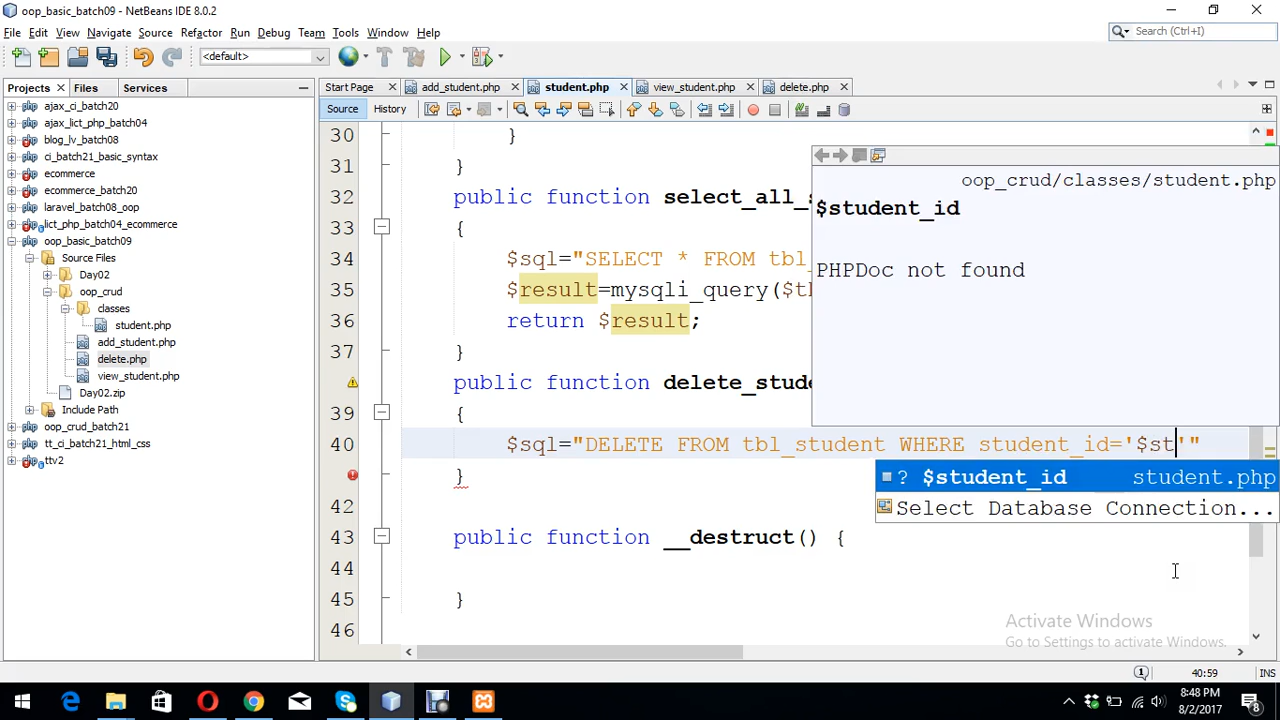 oop_basic_batch09 - NetBeans IDE 8.0.2
File Edit View Navigate Source Refactor Run Debug Team Tools Window Help
Search (Ctrl+I)
<default>
Projects Files Services
Start Page add_student.php student.php view_student.php delete.php
Source History
ajax_ci_batch20
ajax_lict_php_batch04
blog_lv_batch08
ci_batch21_basic_syntax
ecommerce
ecommerce_batch20
laravel_batch08_oop
lict_php_batch04_ecommerce
oop_basic_batch09
Source Files
Day02
oop_crud
classes
student.php
add_student.php
delete.php
view_student.php
Day02.zip
Include Path
oop_crud_batch21
tt_ci_batch21_html_css
ttv2
30 }
31 }
32 public function select_all_s
33 {
34 $sql="SELECT * FROM tbl_
35 $result=mysqli_query($th
36 return $result;
37 }
public function delete_stude
39 {
40 $sql="DELETE FROM tbl_student WHERE student_id='$st'"
}
42
43 public function __destruct() {
44
45 }
46
oop_crud/classes/student.php
$student_id
PHPDoc not found
? $student_id student.php
Select Database Connection...
Activate Windows
Go to Settings to activate Windows.
1 40:59 INS
8:48 PM
8/2/2017
8